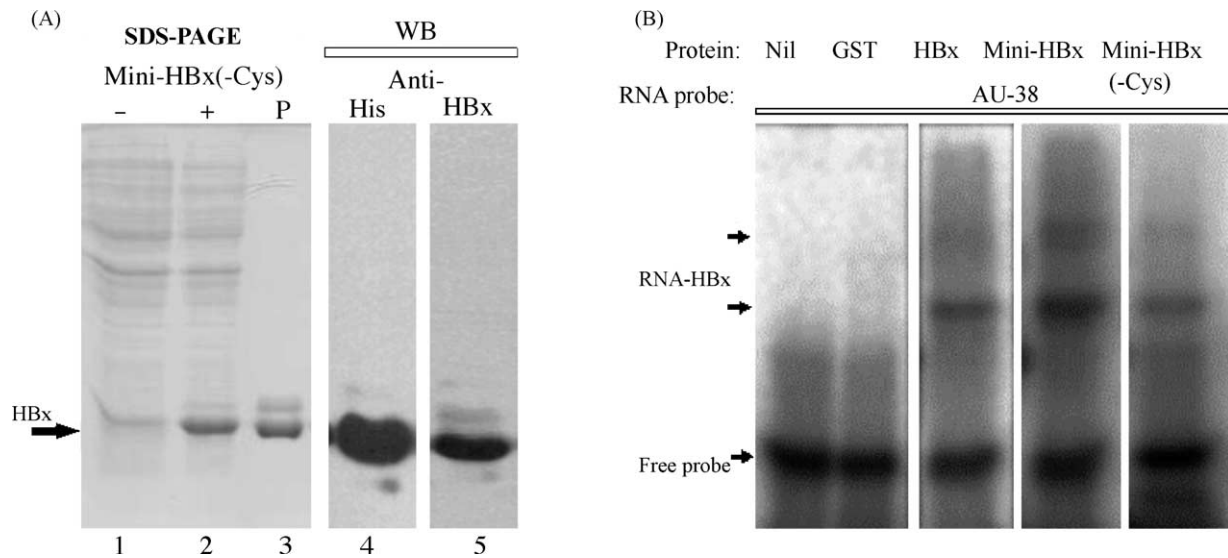 (A)
SDS-PAGE
WB
Mini-HBx(-Cys)
Anti-
– + P His HBx
HBx
1 2 3 4 5
(B)
Protein: Nil GST HBx Mini-HBx Mini-HBx
(-Cys)
RNA probe: AU-38
RNA-HBx
Free probe